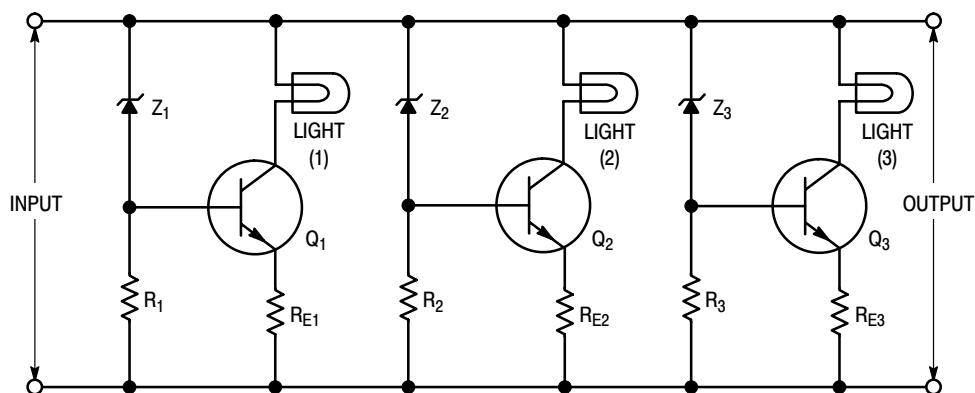 INPUT
Z1
LIGHT
(1)
Q1
R1
RE1
Z2
LIGHT
(2)
Q2
R2
RE2
Z3
LIGHT
(3)
Q3
R3
RE3
OUTPUT